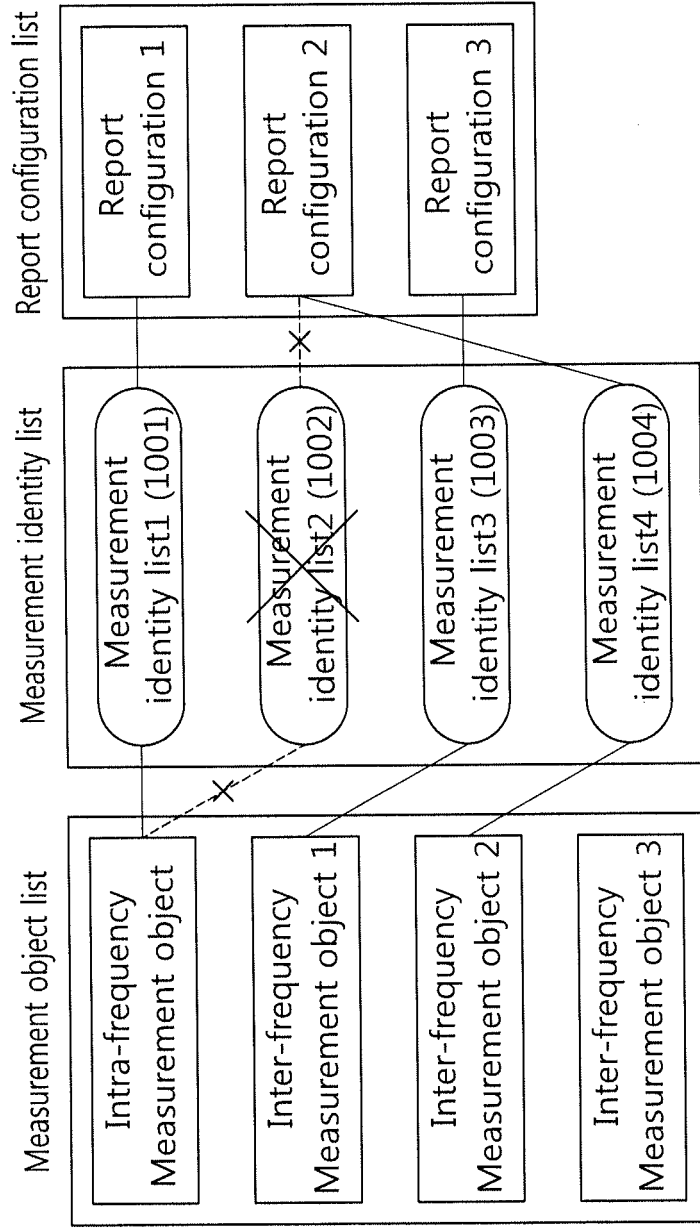 Measurement object list
Intra-frequency
Measurement object
Inter-frequency
Measurement object 1
Inter-frequency
Measurement object 2
Inter-frequency
Measurement object 3
Measurement identity list
Measurement
identity list1 (1001)
Measurement
identity list2 (1002)
Measurement
identity list3 (1003)
Measurement
identity list4 (1004)
Report configuration list
Report
configuration 1
Report
configuration 2
Report
configuration 3